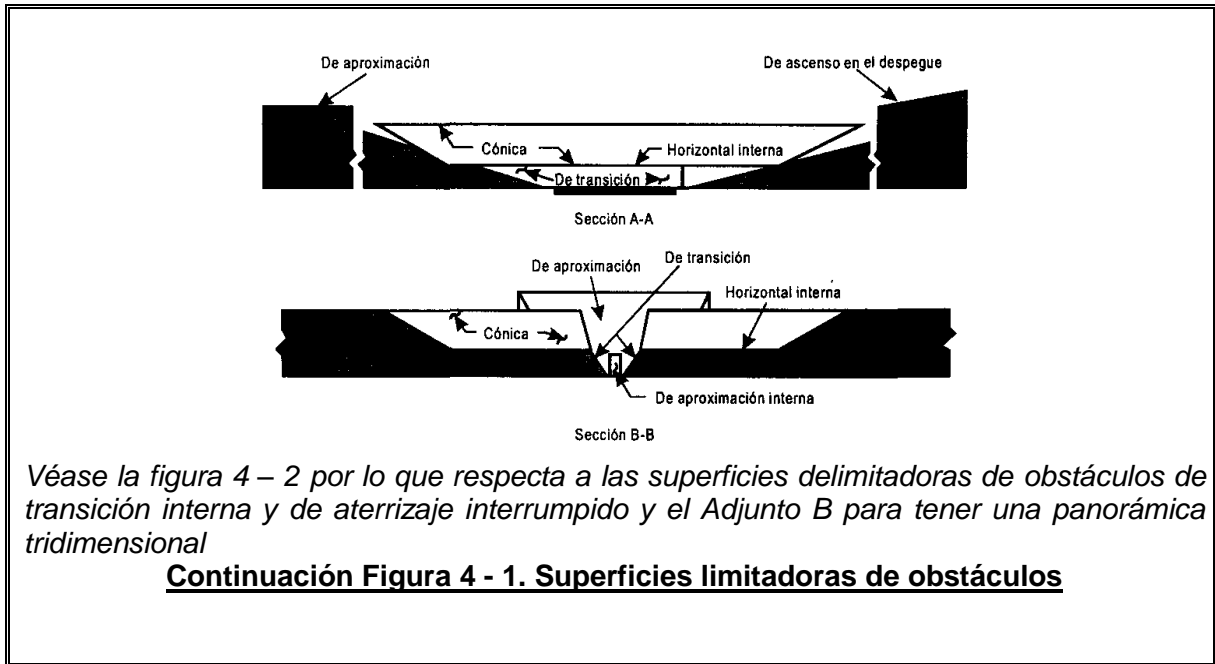 De aproximación
De ascenso en el despegue
Cónica
Horizontal interna
De transición
Sección A-A
De aproximación
De transición
Horizontal interna
Cónica
De aproximación interna
Sección B-B
Véase la figura 4 – 2 por lo que respecta a las superficies delimitadoras de obstáculos de
transición interna y de aterrizaje interrumpido y el Adjunto B para tener una panorámica
tridimensional
Continuación Figura 4 - 1. Superficies limitadoras de obstáculos